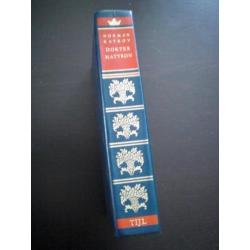 NORMAN
KATKOV
DOKTER
MATTSON
TIJL